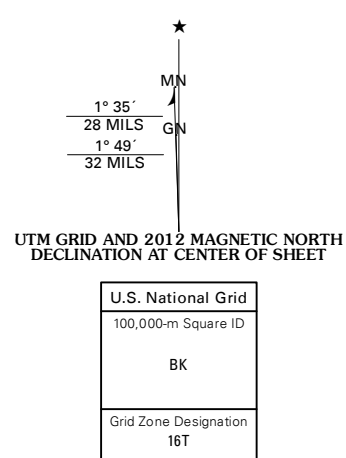 ★
MN
1° 35´
28 MILS
GN
1° 49´
32 MILS
UTM GRID AND 2012 MAGNETIC NORTH
DECLINATION AT CENTER OF SHEET
U.S. National Grid
100,000-m Square ID
BK
Grid Zone Designation
16T